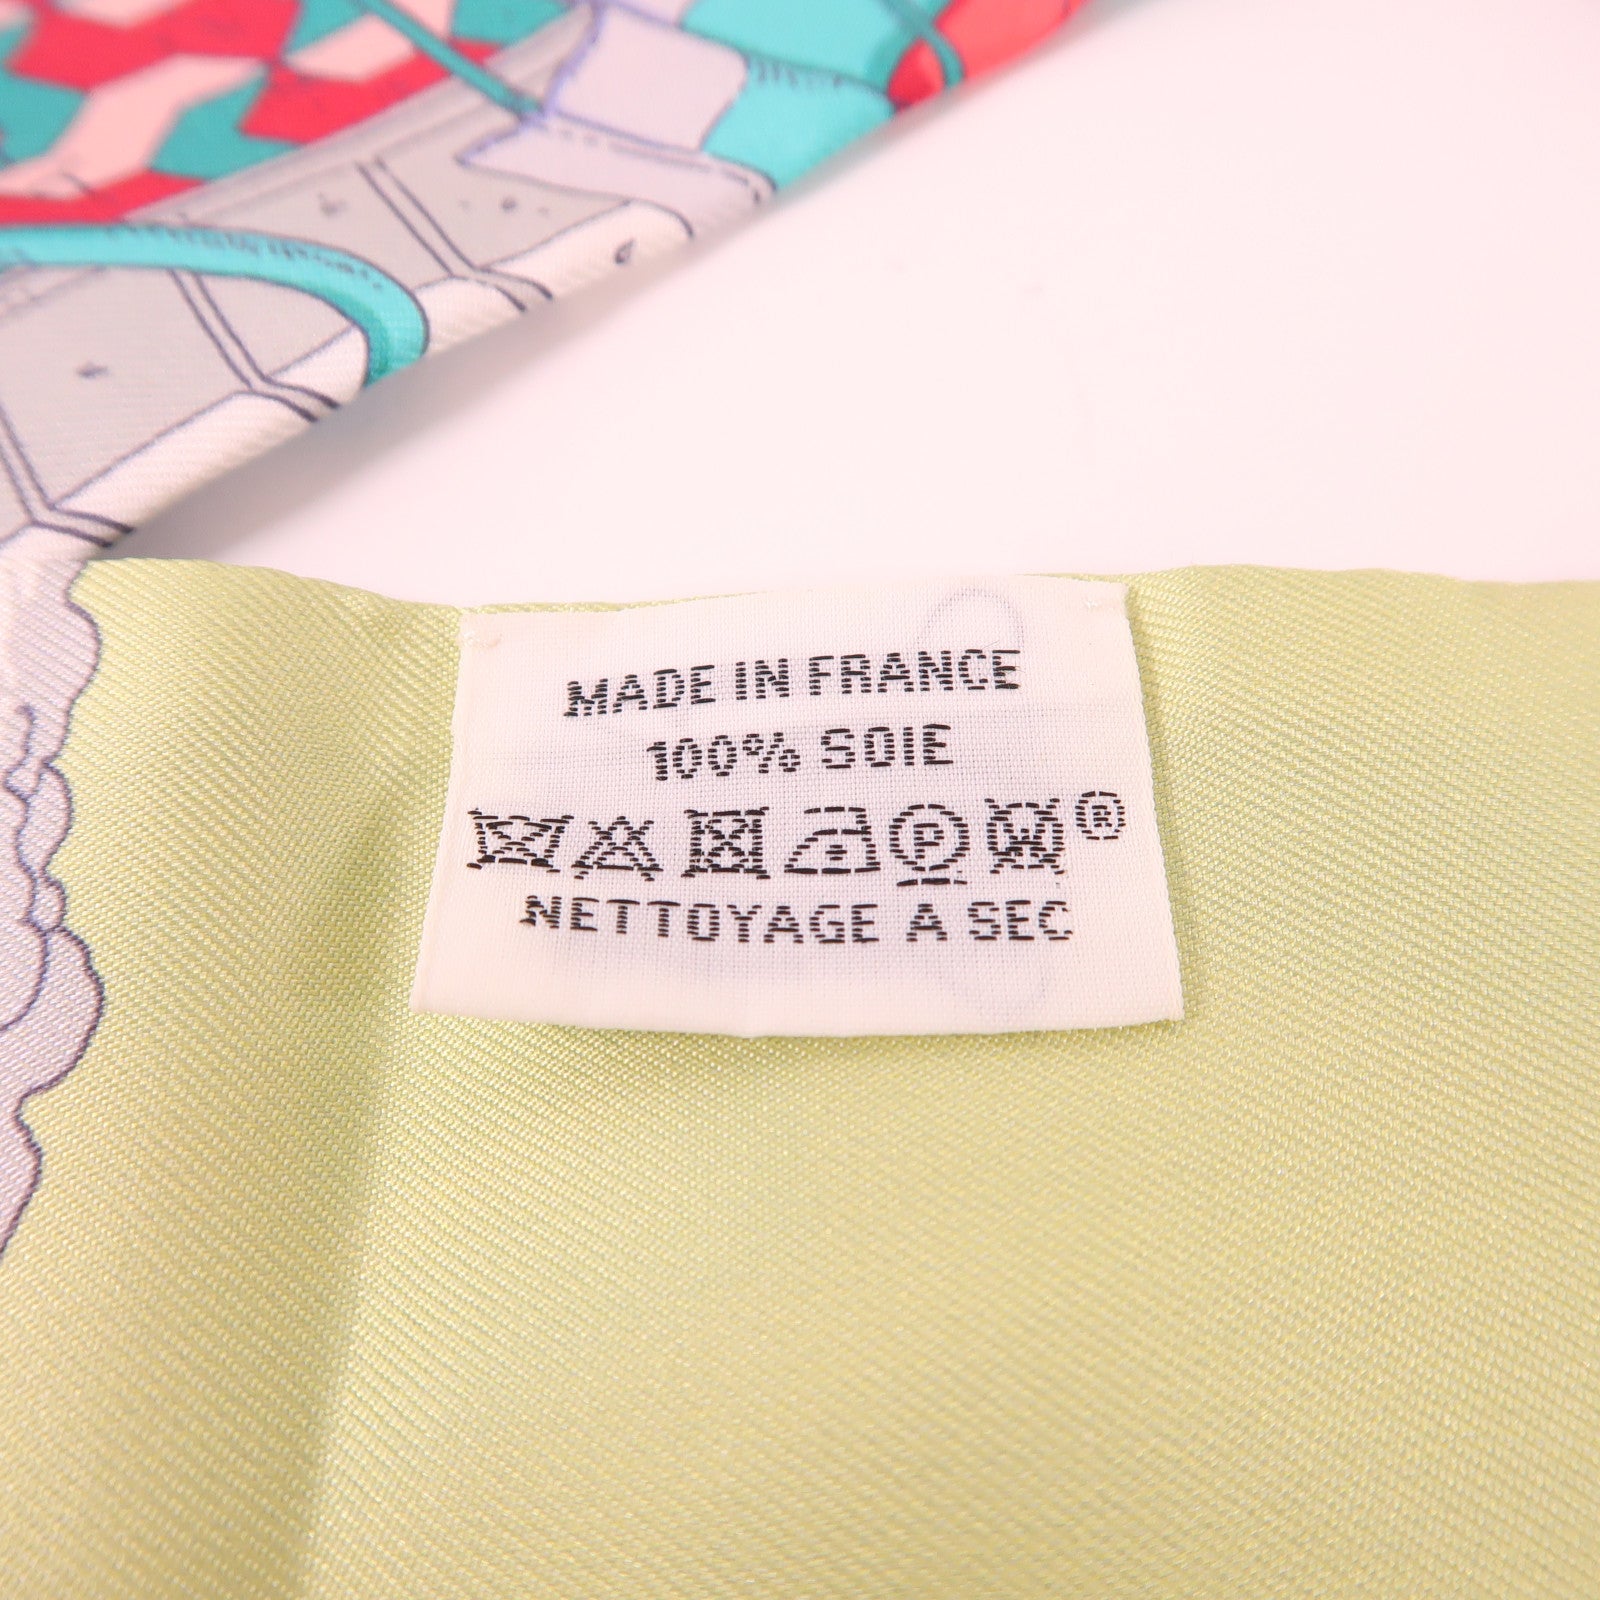 MADE IN FRANCE
100% SOIE
P W ®
NETTOYAGE A SEC